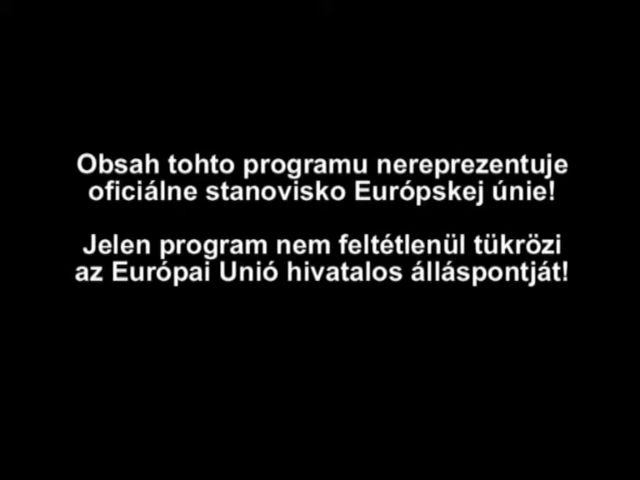 Obsah tohto programu nereprezentuje
oficiálne stanovisko Európskej únie!
Jelen program nem feltétlenül tükrözi
az Európai Unió hivatalos álláspontját!